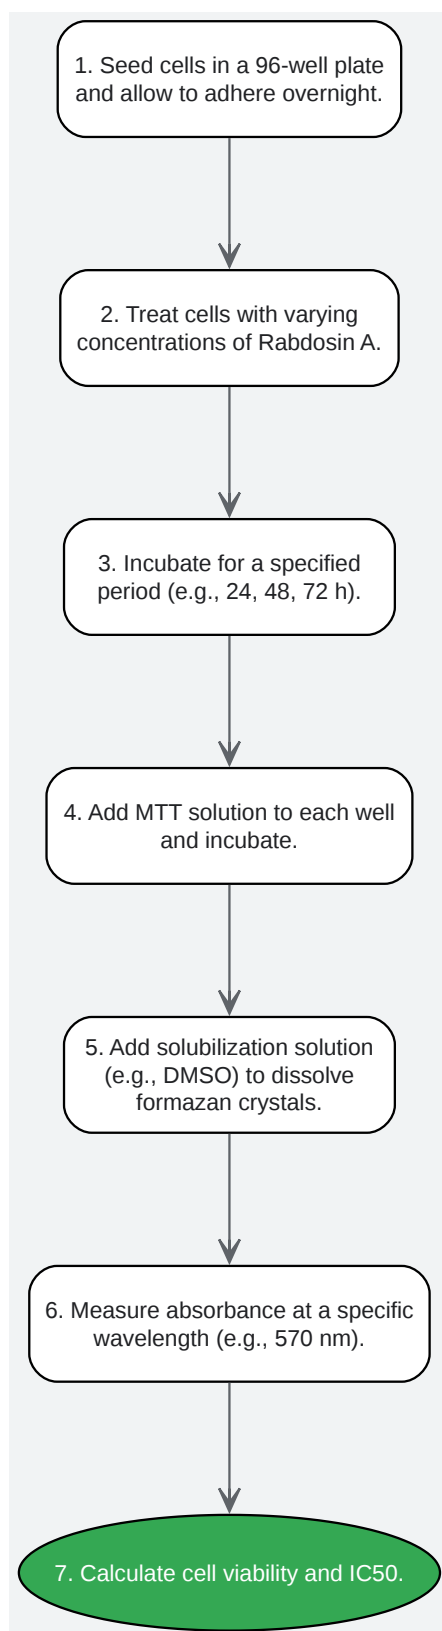 1. Seed cells in a 96-well plate
and allow to adhere overnight.
2. Treat cells with varying
concentrations of Rabdosin A.
3. Incubate for a specified
period (e.g., 24, 48, 72 h).
4. Add MTT solution to each well
and incubate.
5. Add solubilization solution
(e.g., DMSO) to dissolve
formazan crystals.
6. Measure absorbance at a specific
wavelength (e.g., 570 nm).
7. Calculate cell viability and IC50.